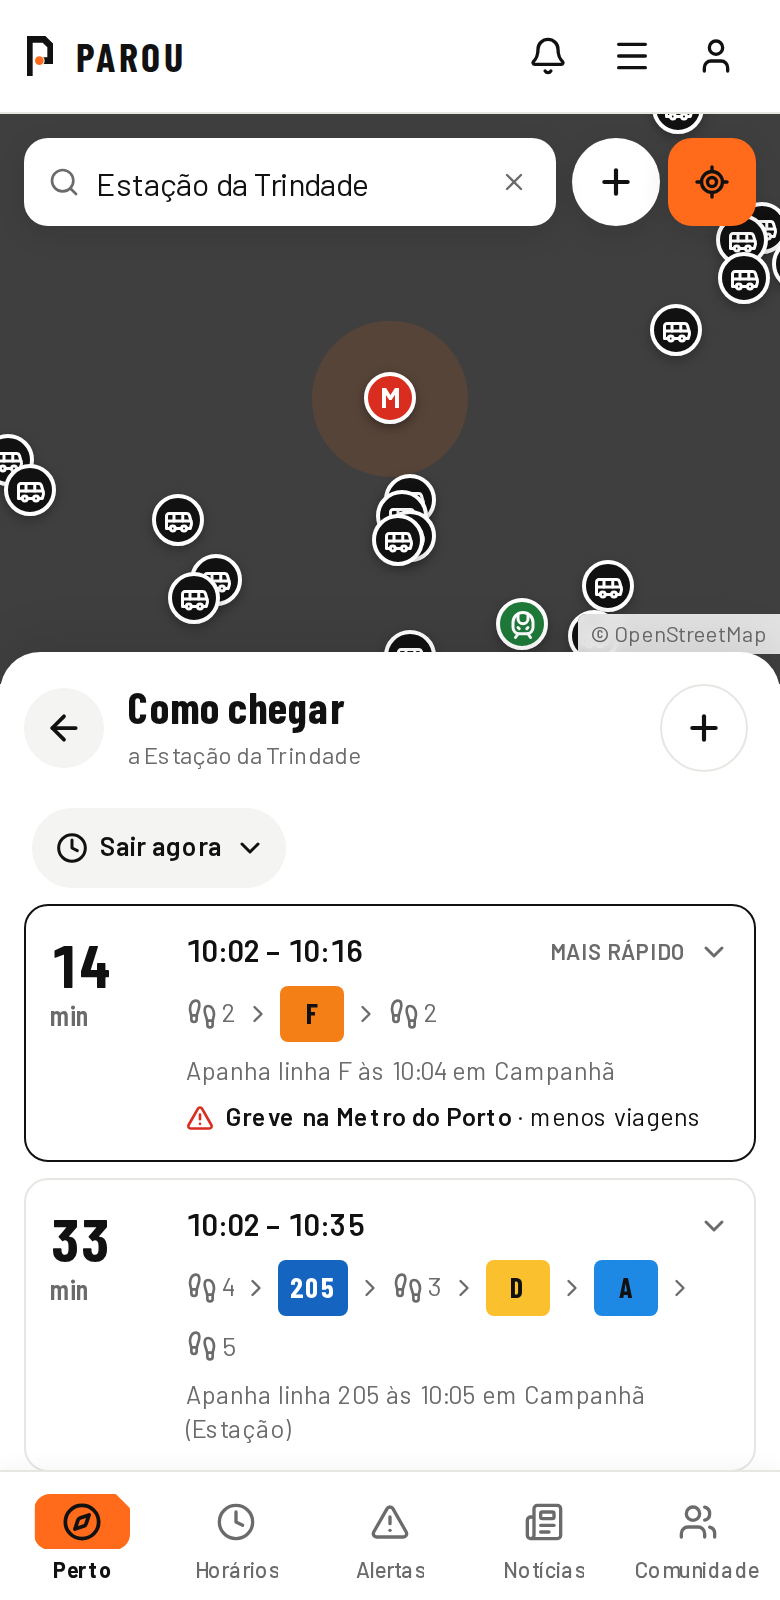 PAROU
Estação da Trindade
M
© OpenStreetMap
Como chegar
a Estação da Trindade
Sair agora
14
min
10:02 – 10:16
MAIS RÁPIDO
2 F 2
Apanha linha F às 10:04 em Campanhã
Greve na Metro do Porto · menos viagens
33
min
10:02 – 10:35
4 205 3 D A
5
Apanha linha 205 às 10:05 em Campanhã
(Estação)
Perto Horários Alertas Notícias Comunidade